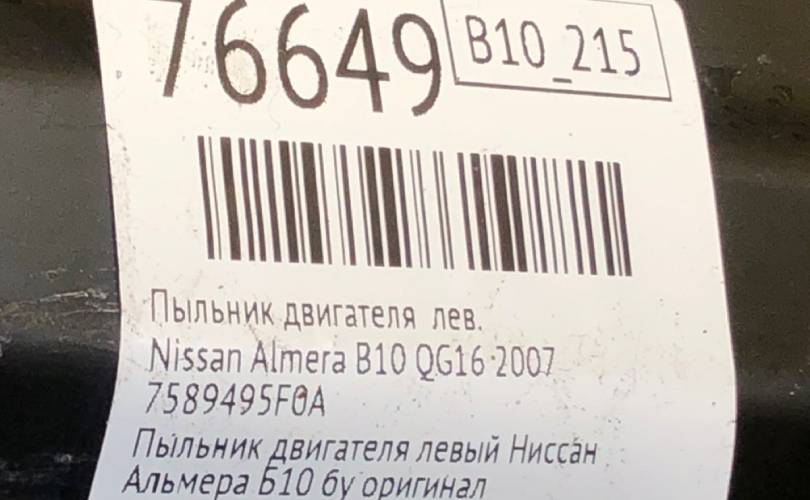 76649
B10_215
Пыльник двигателя лев.
Nissan Almera B10 QG16 2007
7589495F0A
Пыльник двигателя левый Ниссан
Альмера Б10 бу оригинал